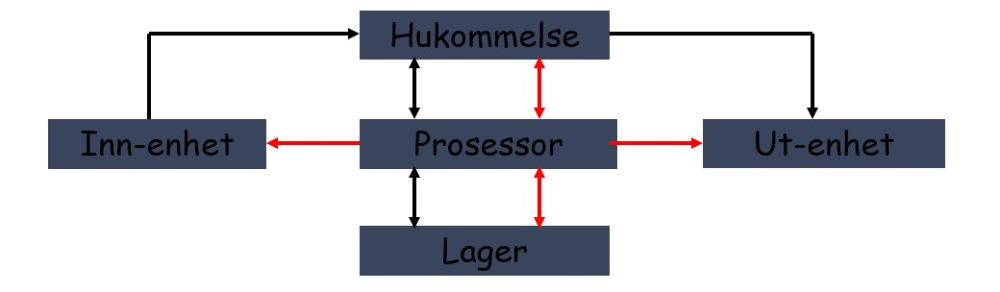 Hukommelse
Inn-enhet
Prosessor
Ut-enhet
Lager